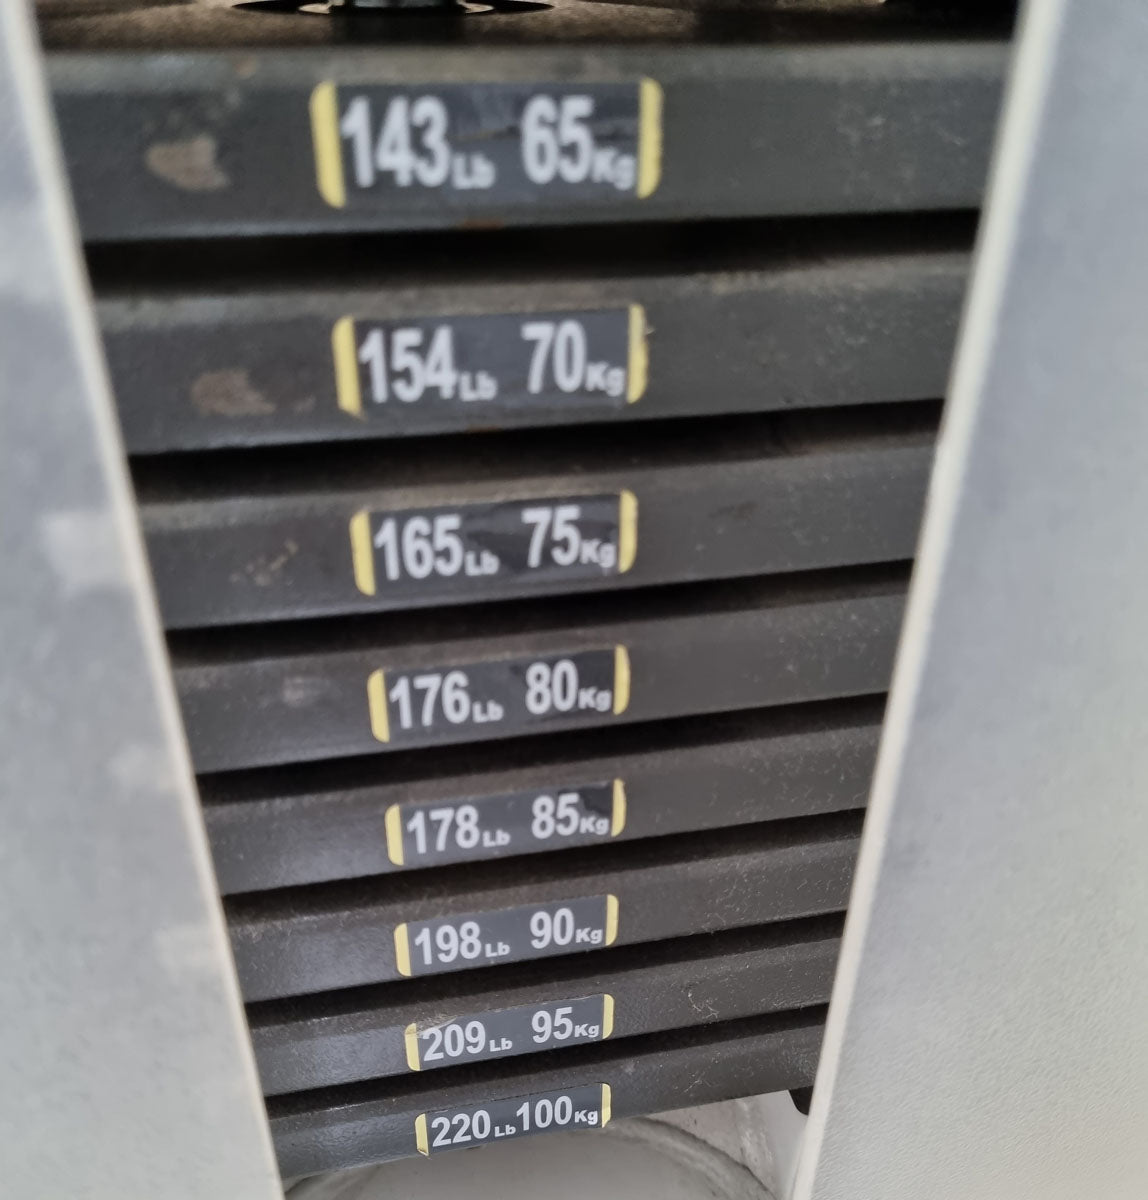 143Lb 65Kg
154Lb 70Kg
165Lb 75Kg
176Lb 80Kg
178Lb 85Kg
198Lb 90Kg
209Lb 95Kg
220Lb 100Kg